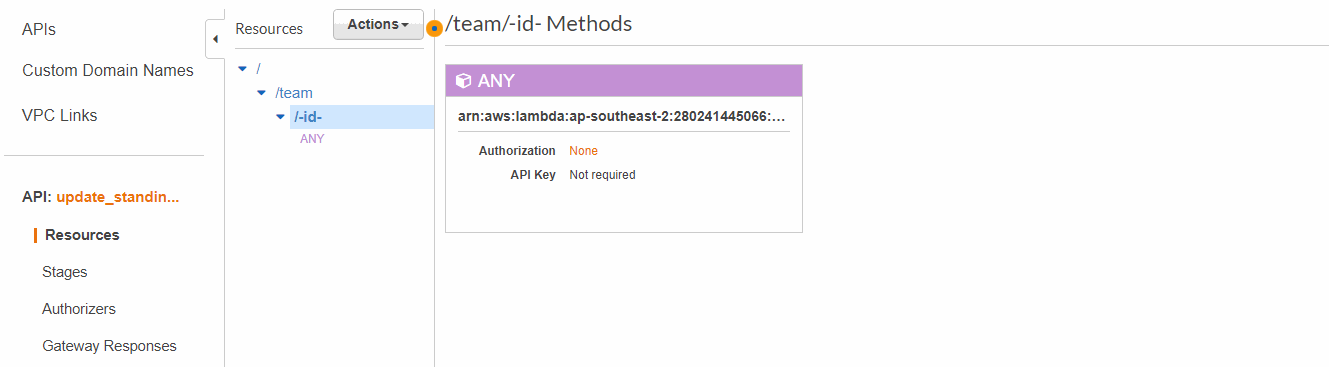 APIs
Custom Domain Names
VPC Links
API: update_standin...
Resources
Stages
Authorizers
Gateway Responses
Resources
Actions
/
/team
/-id-
ANY
/team/-id- Methods
ANY
arn:aws:lambda:ap-southeast-2:280241445066:...
Authorization None
API Key Not required